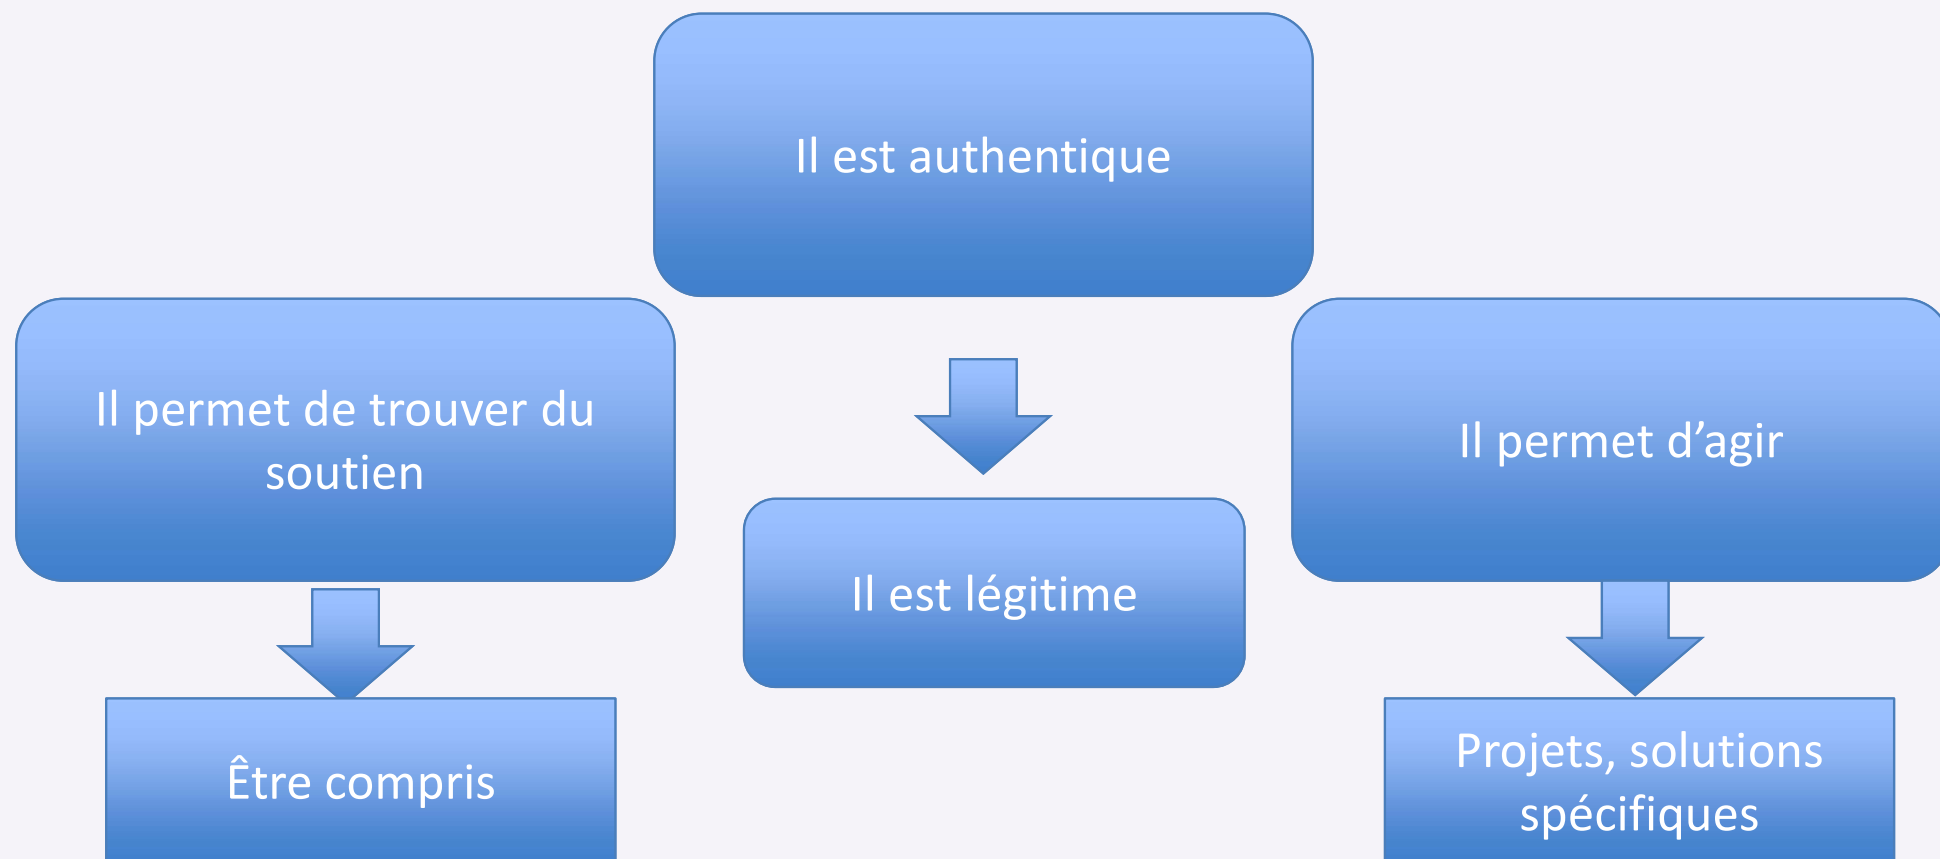 Il est authentique
Il permet de trouver du
soutien
Il permet d’agir
Il est légitime
Être compris
Projets, solutions
spécifiques